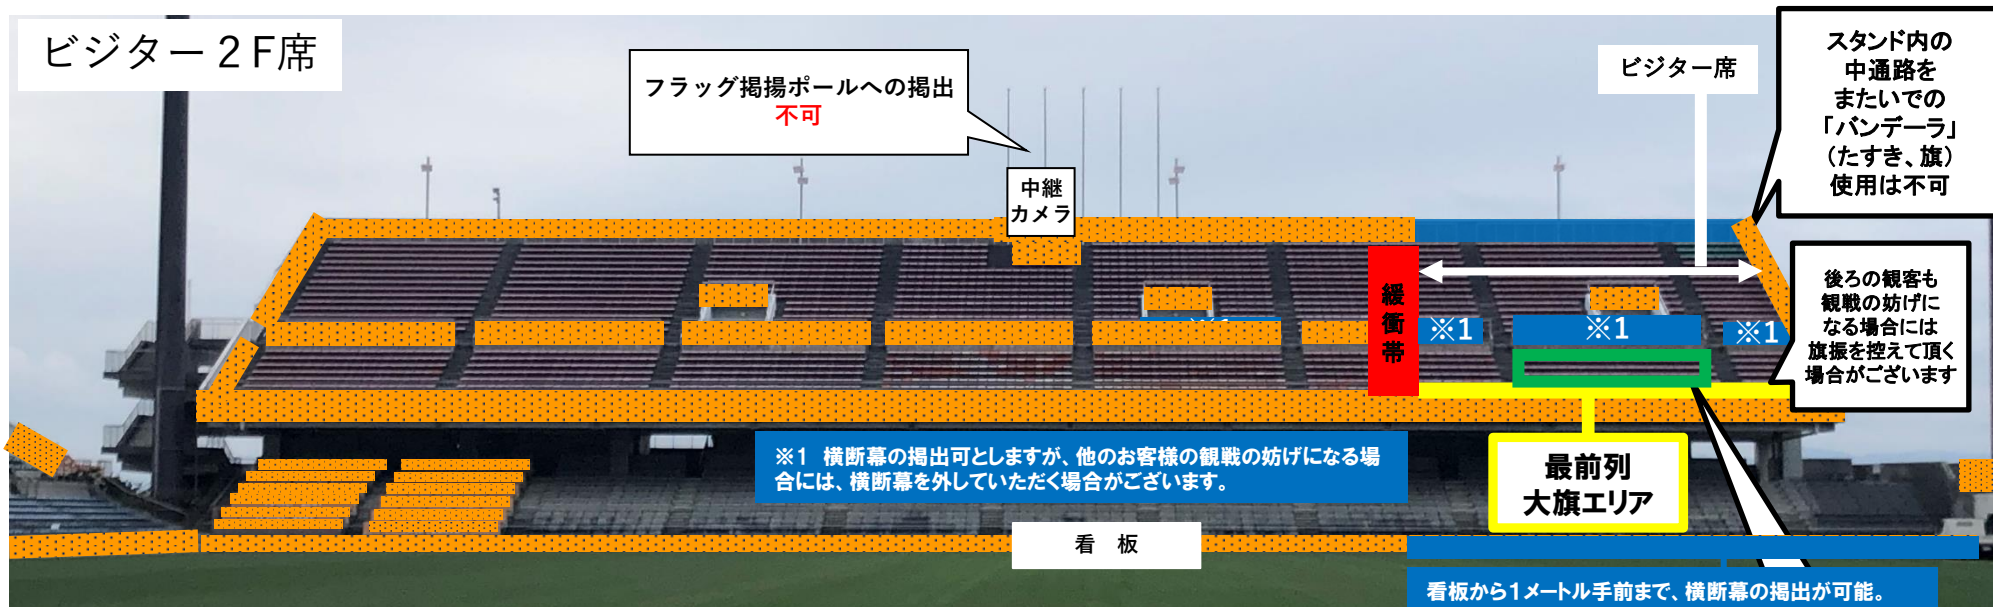 ビジター２F席
フラッグ掲揚ポールへの掲出
不可
中継
カメラ
ビジター席
スタンド内の
中通路を
またいでの
「バンデーラ」
（たすき、旗）
使用は不可
後ろの観客も
観戦の妨げに
なる場合には
旗振を控えて頂く
場合がございます
緩
衝
帯
※1
※1
※1
※1　横断幕の掲出可としますが、他のお客様の観戦の妨げになる場
合には、横断幕を外していただく場合がございます。
最前列
大旗エリア
看　板
看板から1メートル手前まで、横断幕の掲出が可能。